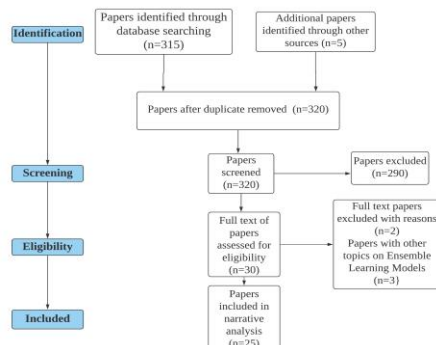 Identification
Papers identified through
database searching
(n=315)
Additional papers
identified through other
sources (n=5)
Papers after duplicate removed (n=320)
Screening
Papers
screened
(n=320)
Papers excluded
(n=290)
Eligibility
Full text of
papers
assessed for
eligibility
(n=30)
Full text papers
excluded with reasons
(n=2)
Papers with other
topics on Ensemble
Learning Models
(n=3}
Included
Papers
included in
narrative
analysis
(n=25)